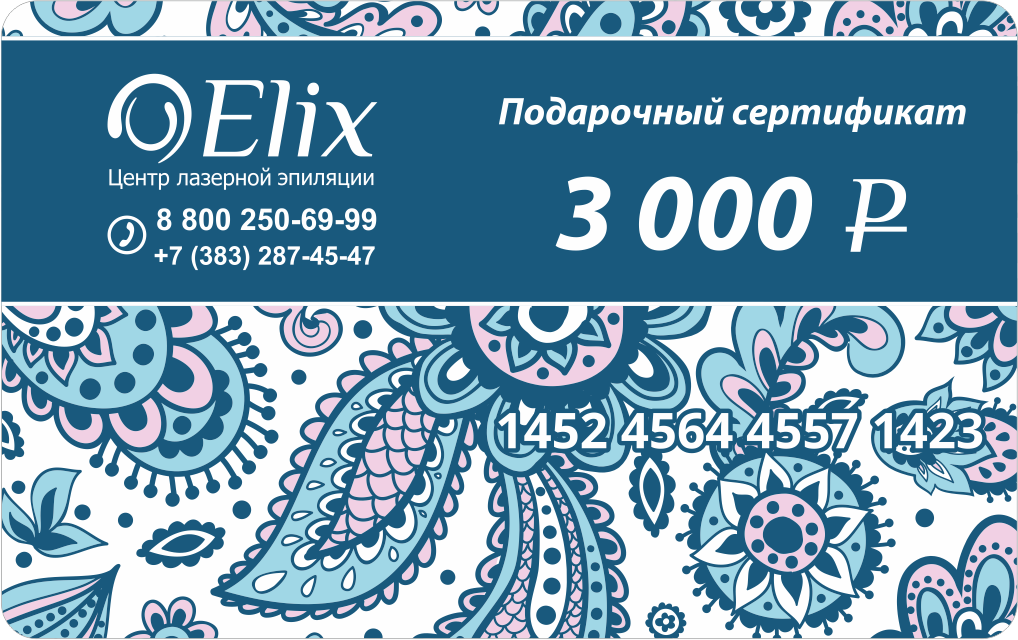 Elix
Центр лазерной эпиляции
8 800 250-69-99
+7 (383) 287-45-47
Подарочный сертификат
3 000 ₽
1452 4564 4557 1423